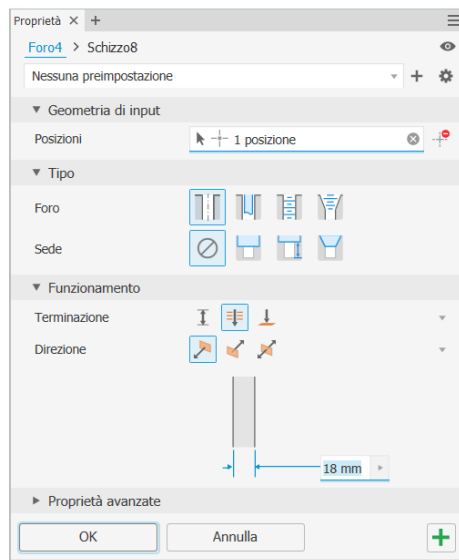 Proprietà × +
Foro4 > Schizzo8
Nessuna preimpostazione
Geometria di input
Posizioni 1 posizione
Tipo
Foro
Sede
Funzionamento
Terminazione
Direzione
18 mm
Proprietà avanzate
OK Annulla